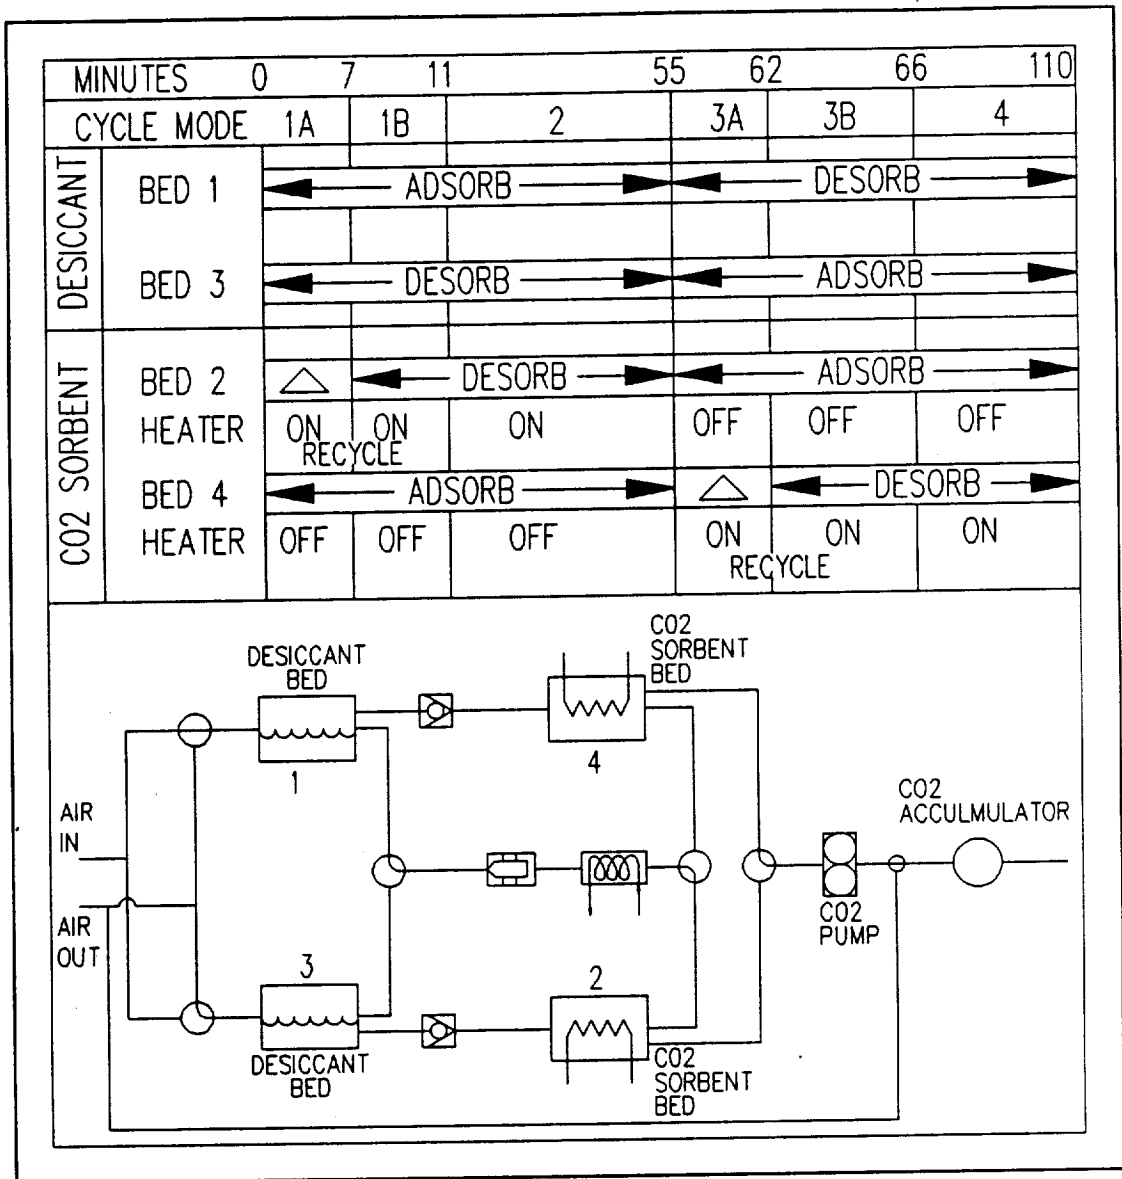 MINUTES 0 7 11 55 62 66 110
CYCLE MODE 1A 1B 2 3A 3B 4
DESICCANT
BED 1 ADSORB DESORB
BED 3 DESORB ADSORB
CO2 SORBENT
BED 2 DESORB ADSORB
HEATER ON ON ON OFF OFF OFF
RECYCLE
BED 4 ADSORB DESORB
HEATER OFF OFF OFF ON ON ON
RECYCLE
DESICCANT
BED
1
CO2
SORBENT
BED
4
AIR
IN
AIR
OUT
CO2
ACCULMULATOR
CO2
PUMP
3
DESICCANT
BED
2
CO2
SORBENT
BED